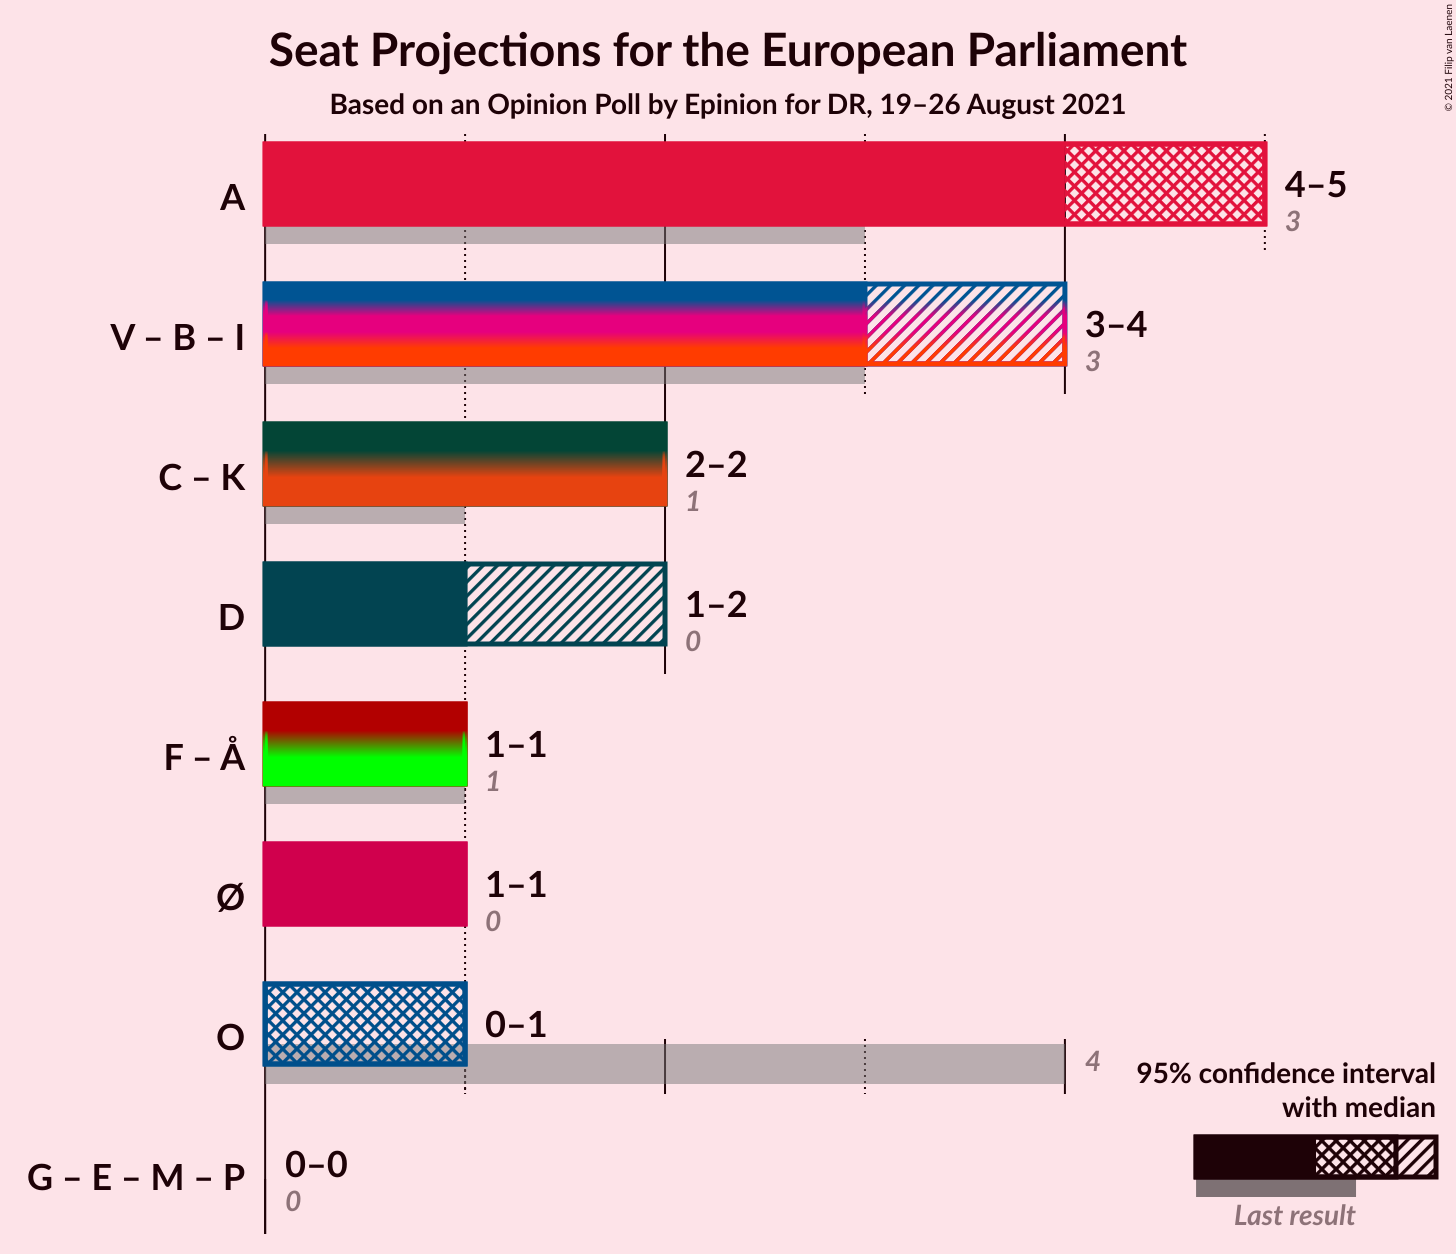 Seat Projections for the European Parliament
Based on an Opinion Poll by Epinion for DR, 19–26 August 2021
© 2021 Filip van Laenen
A
4–5
3
V – B – I
3–4
3
C – K
2–2
1
D
1–2
0
F – Å
1–1
1
Ø
1–1
0
O
0–1
4
G – E – M – P
0–0
0
95% confidence interval
with median
Last result